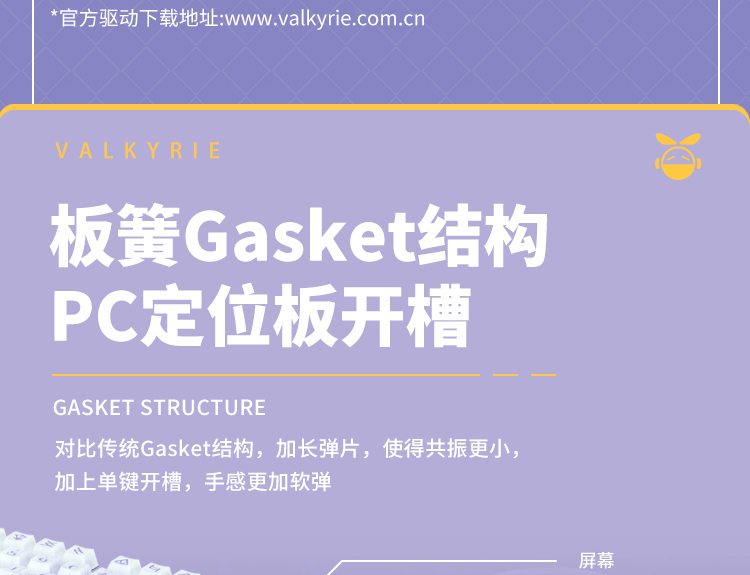 *官方驱动下载地址:www.valkyrie.com.cn
VALKYRIE
板簧Gasket结构
PC定位板开槽
GASKET STRUCTURE
对比传统Gasket结构，加长弹片，使得共振更小，
加上单键开槽，手感更加软弹
屏幕